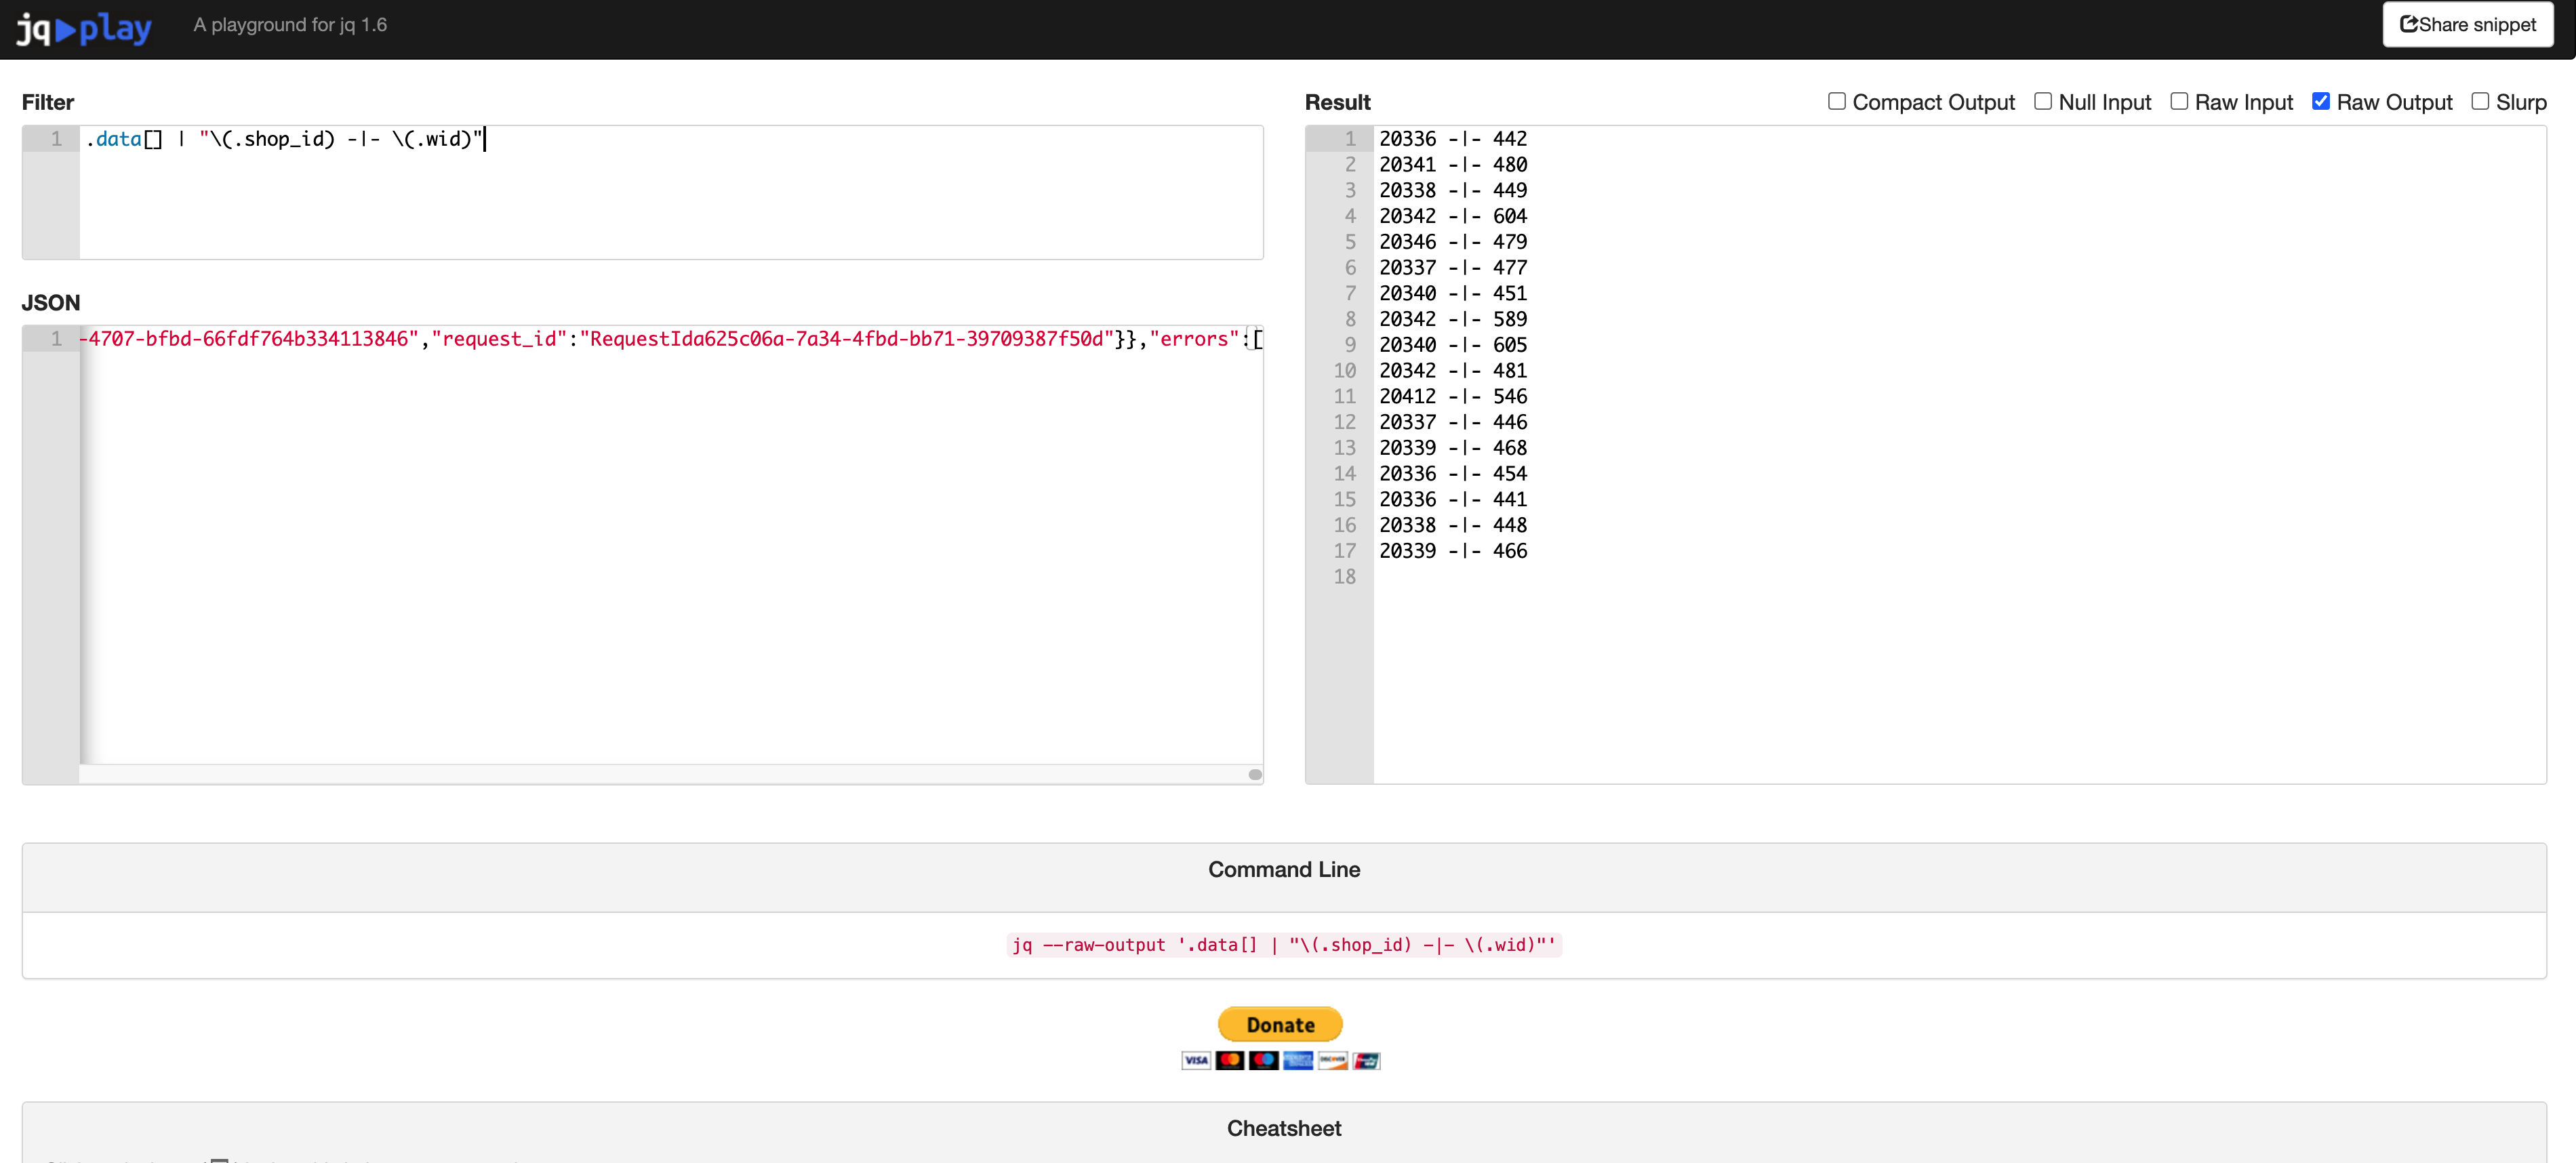 jq play A playground for jq 1.6 Share snippet
Filter
1 .data[] | "\(.shop_id) -|- \(.wid)"
JSON
1 -4707-bfbd-66fdf764b334113846","request_id":"RequestIda625c06a-7a34-4fbd-bb71-39709387f50d"}},"errors":[
Result Compact Output Null Input Raw Input Raw Output Slurp
1 20336 -|- 442
2 20341 -|- 480
3 20338 -|- 449
4 20342 -|- 604
5 20346 -|- 479
6 20337 -|- 477
7 20340 -|- 451
8 20342 -|- 589
9 20340 -|- 605
10 20342 -|- 481
11 20412 -|- 546
12 20337 -|- 446
13 20339 -|- 468
14 20336 -|- 454
15 20336 -|- 441
16 20338 -|- 448
17 20339 -|- 466
18
Command Line
jq --raw-output '.data[] | "\(.shop_id) -|- \(.wid)"'
Donate
VISA DISCOVER
Cheatsheet